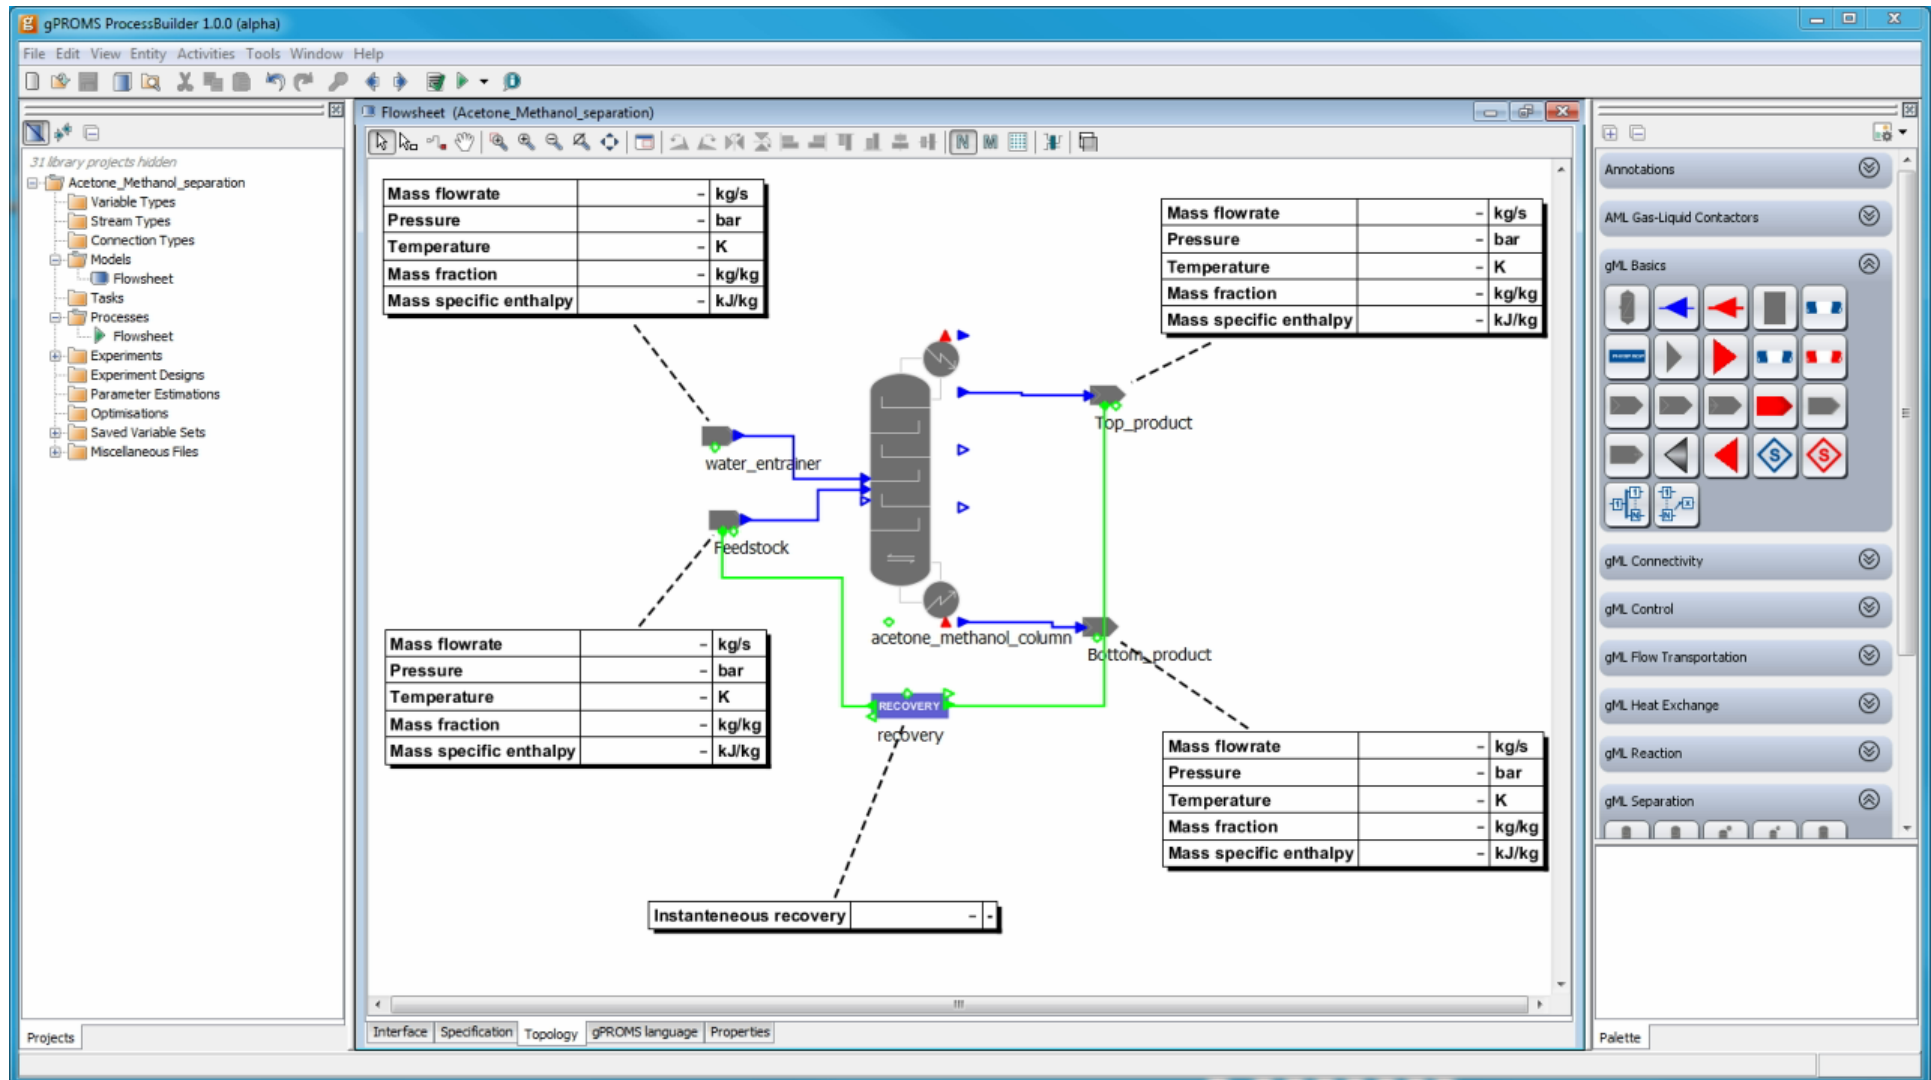 gPROMS ProcessBuilder 1.0.0 (alpha)
File Edit View Entity Activities Tools Window Help
31 library projects hidden
Acetone_Methanol_separation
Variable Types
Stream Types
Connection Types
Models
Flowsheet
Tasks
Processes
Flowsheet
Experiments
Experiment Designs
Parameter Estimations
Optimisations
Saved Variable Sets
Miscellaneous Files
Projects
Flowsheet (Acetone_Methanol_separation)
N M
Mass flowrate – kg/s
Pressure – bar
Temperature – K
Mass fraction – kg/kg
Mass specific enthalpy – kJ/kg
Mass flowrate – kg/s
Pressure – bar
Temperature – K
Mass fraction – kg/kg
Mass specific enthalpy – kJ/kg
Top_product
water_entrainer
Feedstock
acetone_methanol_column
Bottom_product
Mass flowrate – kg/s
Pressure – bar
Temperature – K
Mass fraction – kg/kg
Mass specific enthalpy – kJ/kg
RECOVERY
recovery
Mass flowrate – kg/s
Pressure – bar
Temperature – K
Mass fraction – kg/kg
Mass specific enthalpy – kJ/kg
Instanteneous recovery – -
Interface Specification Topology gPROMS language Properties
Annotations
AML Gas-Liquid Contactors
gML Basics
S S
gML Connectivity
gML Control
gML Flow Transportation
gML Heat Exchange
gML Reaction
gML Separation
Palette